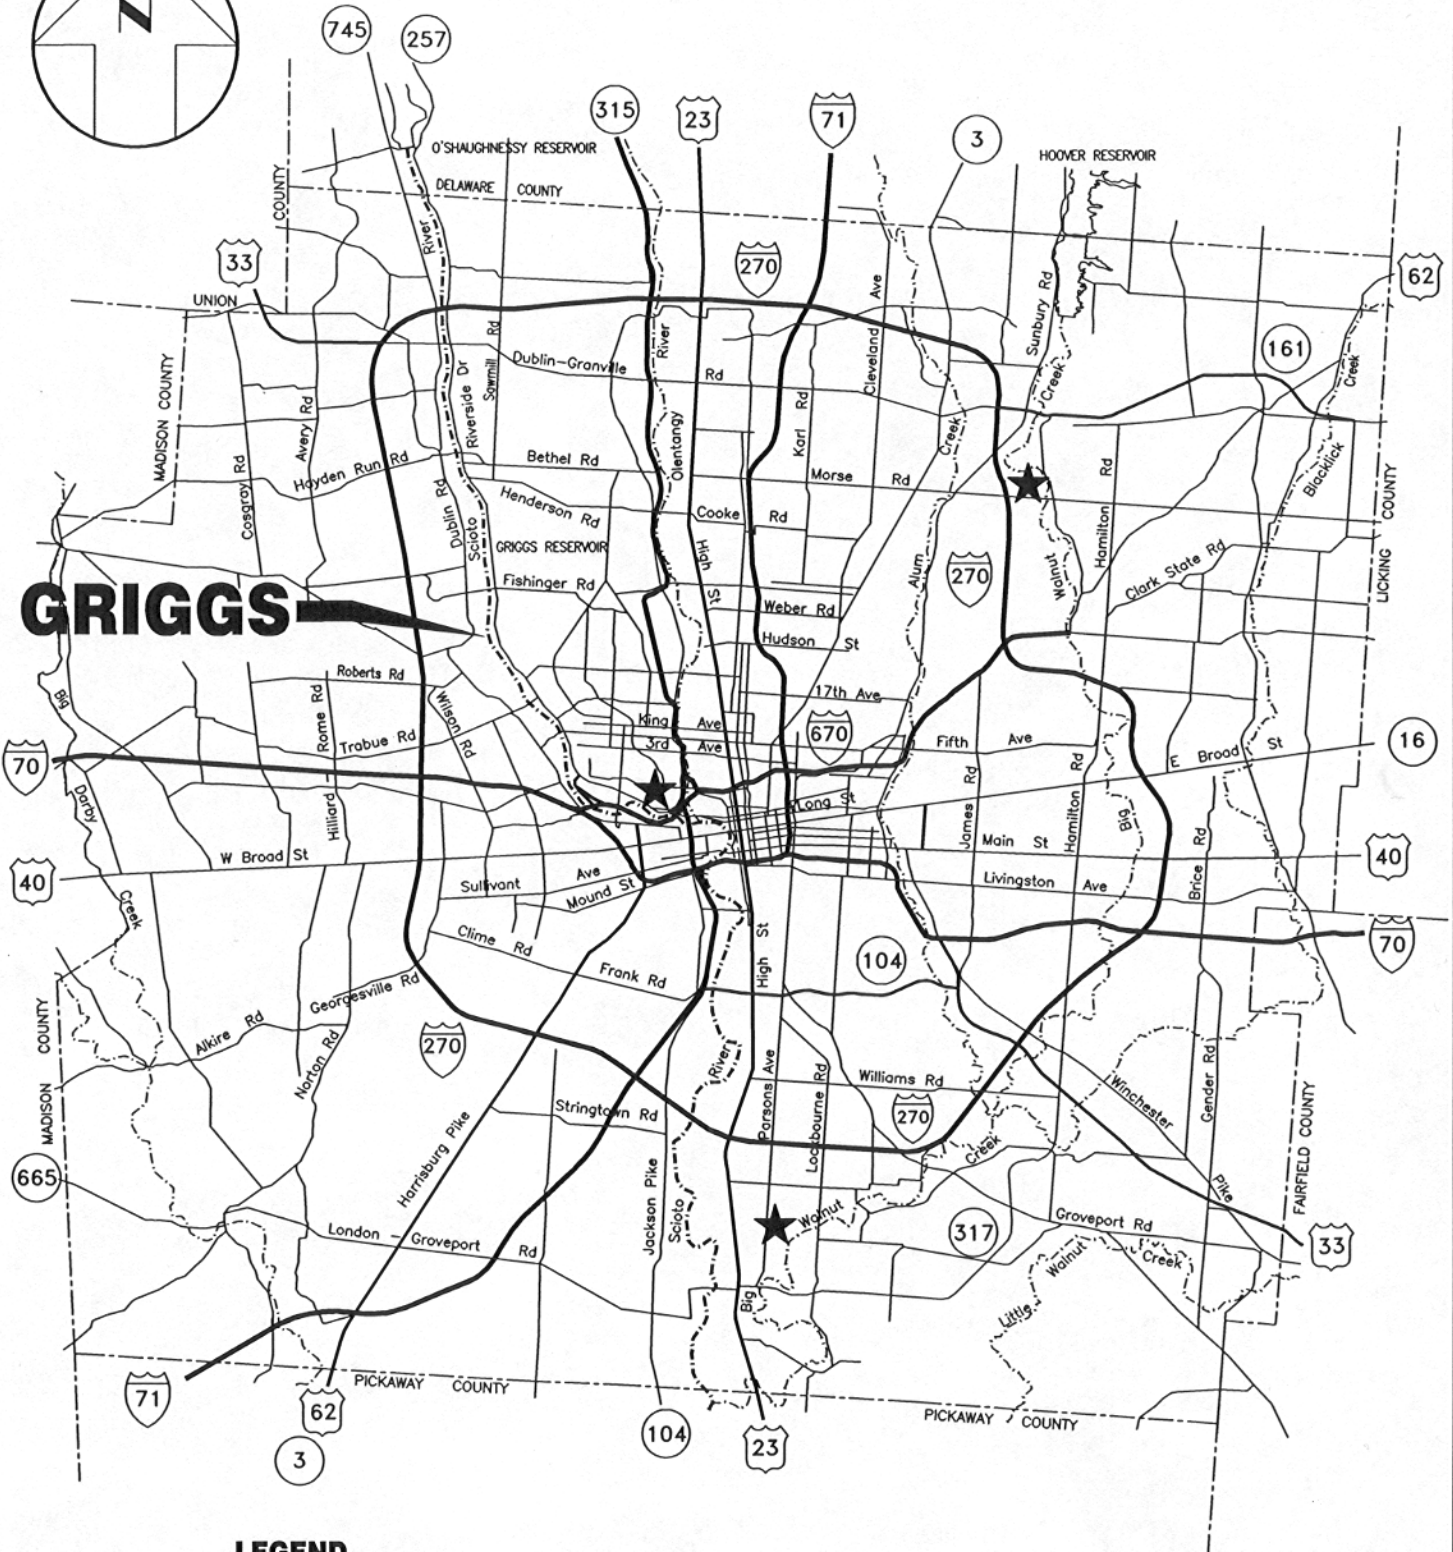 N
745
257
315
23
71
3
O'SHAUGHNESSY RESERVOIR
HOOVER RESERVOIR
DELAWARE COUNTY
COUNTY
River
33
270
62
UNION
Ave
Sunbury Rd
161
MADISON COUNTY
Riverside Dr
Sawmill Rd
Dublin-Granville Rd
River
Olentangy
Cleveland
Karl Rd
Creek
Creek
Creek
Avery Rd
Cosgray Rd
Hayden Run Rd
Bethel Rd
Morse Rd
Blacklick
LICKING COUNTY
Dublin Rd
Scioto
Henderson Rd
Cooke Rd
Hamilton Rd
GRIGGS RESERVOIR
High St
270
Alum
Walnut
Clark State Rd
Fishinger Rd
GRIGGS
Weber Rd
Hudson St
Roberts Rd
Big
Rome Rd
Wilson Rd
17th Ave
King Ave
670
3rd Ave
Trabue Rd
Fifth Ave
16
E Broad St
70
Darby
Hilliard
Long St
James Rd
Hamilton Rd
Big
Brice Rd
W Broad St
Main St
40
40
Sullivant Ave
Mound St
Livingston Ave
Creek
Clime Rd
High St
104
70
Frank Rd
Georgesville Rd
Alkire Rd
Norton Rd
270
River
MADISON COUNTY
Parsons Ave
Lockbourne Rd
Williams Rd
Winchester
Gender Rd
270
Stringtown Rd
Harrisburg Pike
Creek
FAIRFIELD COUNTY
665
Jackson Pike
Scioto
Pike
Walnut
317
Groveport Rd
London - Groveport Rd
Walnut
Creek
33
Big
Little
71
62
PICKAWAY COUNTY
PICKAWAY COUNTY
3
104
23
LEGEND